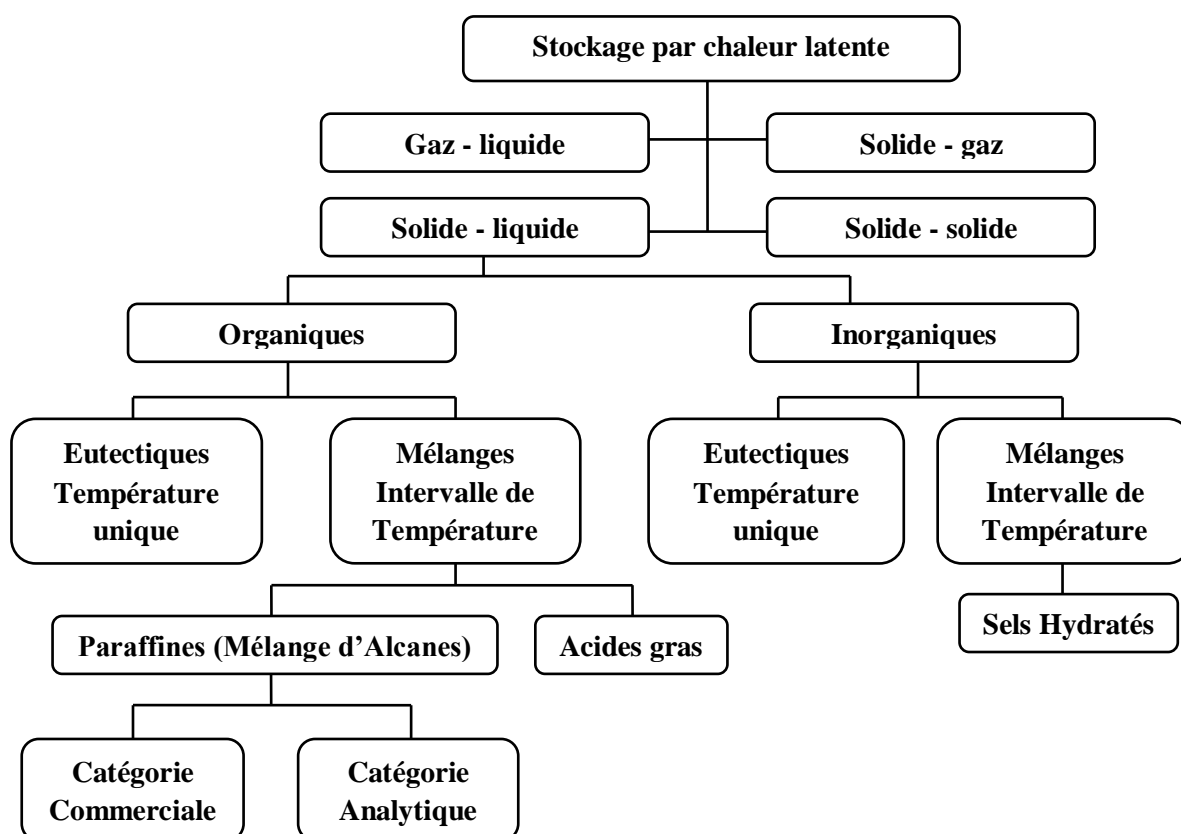 Stockage par chaleur latente
Gaz - liquide
Solide - gaz
Solide - liquide
Solide - solide
Organiques
Inorganiques
Eutectiques
Température
unique
Mélanges
Intervalle de
Température
Eutectiques
Température
unique
Mélanges
Intervalle de
Température
Paraffines (Mélange d’Alcanes)
Acides gras
Sels Hydratés
Catégorie
Commerciale
Catégorie
Analytique